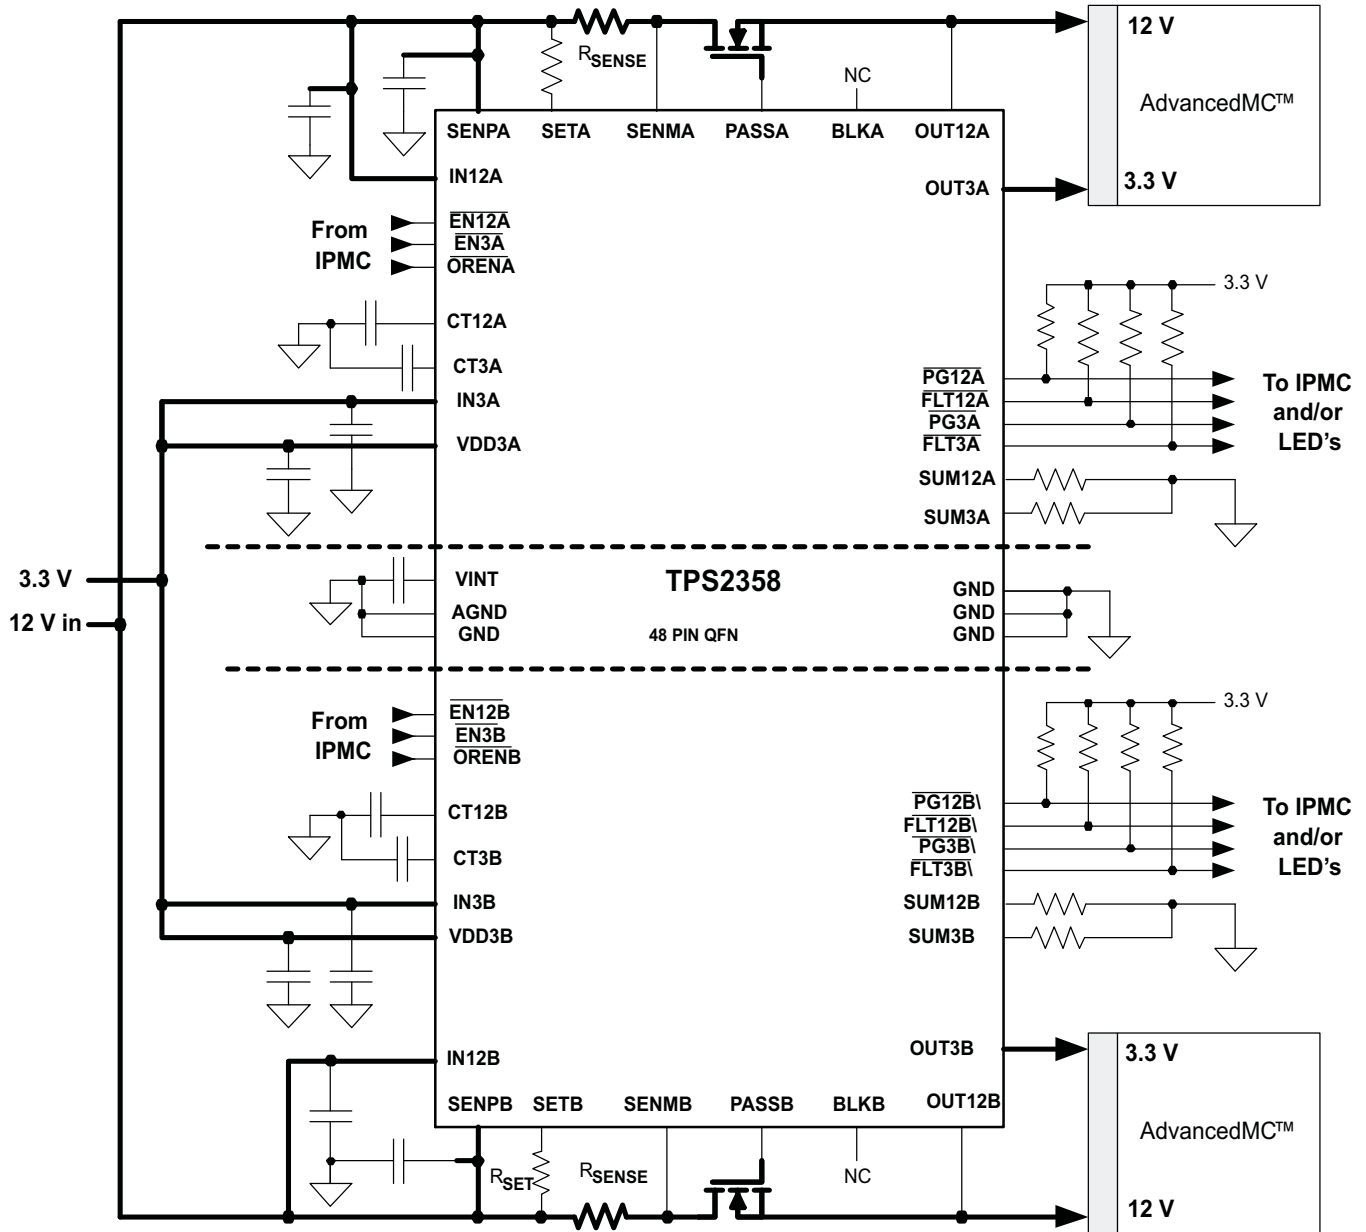 12 V
AdvancedMC™
3.3 V
RSENSE
NC
SENPA SETA SENMA PASSA BLKA OUT12A
IN12A
OUT3A
From
IPMC
EN12A
EN3A
ORENA
3.3 V
CT12A
CT3A
IN3A
VDD3A
PG12A
FLT12A
PG3A
FLT3A
To IPMC
and/or
LED's
SUM12A
SUM3A
3.3 V
12 V in
VINT
AGND
GND
TPS2358
48 PIN QFN
GND
GND
GND
From
IPMC
EN12B
EN3B
ORENB
3.3 V
CT12B
CT3B
IN3B
VDD3B
PG12B\
FLT12B\
PG3B\
FLT3B\
To IPMC
and/or
LED's
SUM12B
SUM3B
IN12B
OUT3B
SENPB SETB SENMB PASSB BLKB OUT12B
RSET
RSENSE
NC
3.3 V
AdvancedMC™
12 V